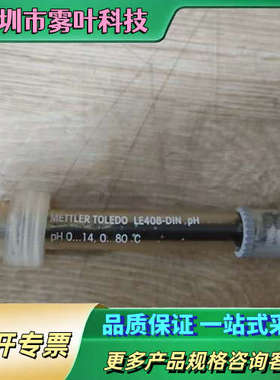 圳市雾叶科技
METTLER TOLEDO LE408-DIN pH
pH 0...14, 0...80 °C
开专票
品质保证 一站式采
更多产品规格咨询客